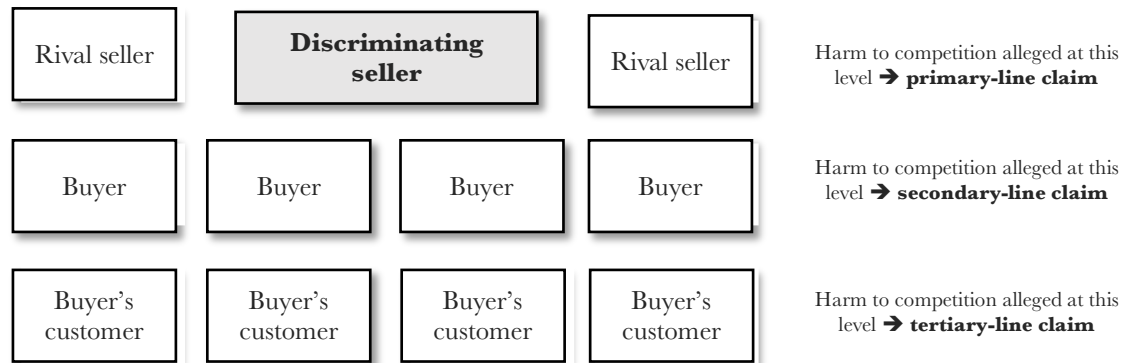 Rival seller
Discriminating
seller
Rival seller
Harm to competition alleged at this
level ➔ primary-line claim
Buyer
Buyer
Buyer
Buyer
Harm to competition alleged at this
level ➔ secondary-line claim
Buyer’s
customer
Buyer’s
customer
Buyer’s
customer
Buyer’s
customer
Harm to competition alleged at this
level ➔ tertiary-line claim